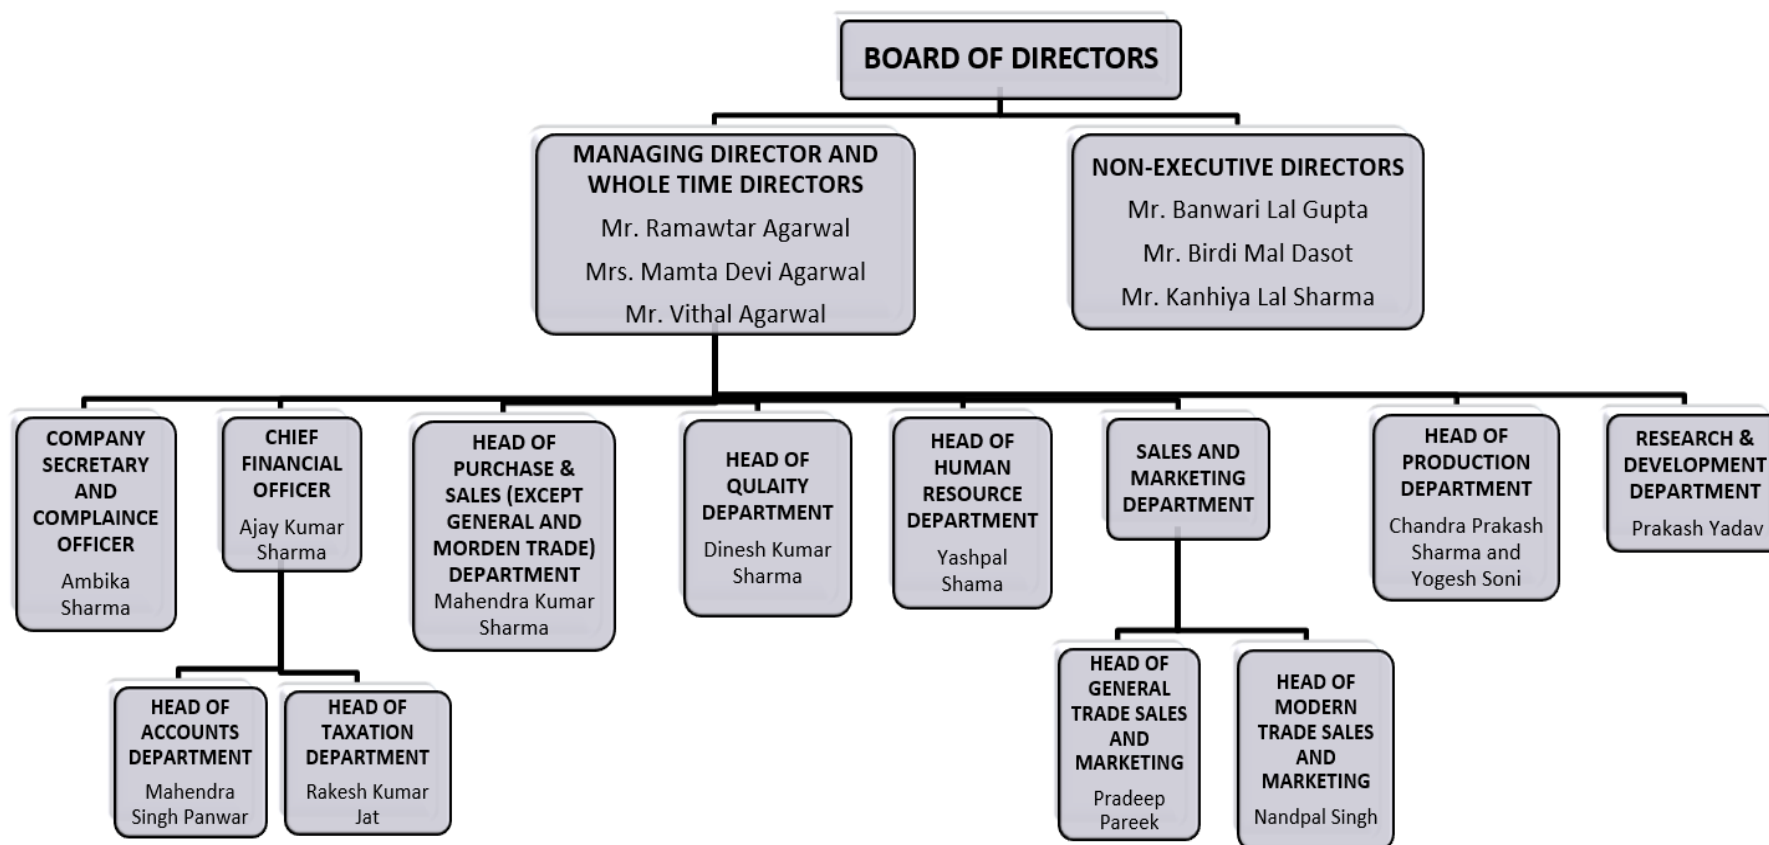 BOARD OF DIRECTORS
MANAGING DIRECTOR AND
WHOLE TIME DIRECTORS
Mr. Ramawtar Agarwal
Mrs. Mamta Devi Agarwal
Mr. Vithal Agarwal
NON-EXECUTIVE DIRECTORS
Mr. Banwari Lal Gupta
Mr. Birdi Mal Dasot
Mr. Kanhiya Lal Sharma
COMPANY
SECRETARY
AND
COMPLAINCE
OFFICER
Ambika
Sharma
CHIEF
FINANCIAL
OFFICER
Ajay Kumar
Sharma
HEAD OF
PURCHASE &
SALES (EXCEPT
GENERAL AND
MORDEN TRADE)
DEPARTMENT
Mahendra Kumar
Sharma
HEAD OF
QULAITY
DEPARTMENT
Dinesh Kumar
Sharma
HEAD OF
HUMAN
RESOURCE
DEPARTMENT
Yashpal
Shama
SALES AND
MARKETING
DEPARTMENT
HEAD OF
PRODUCTION
DEPARTMENT
Chandra Prakash
Sharma and
Yogesh Soni
RESEARCH &
DEVELOPMENT
DEPARTMENT
Prakash Yadav
HEAD OF
ACCOUNTS
DEPARTMENT
Mahendra
Singh Panwar
HEAD OF
TAXATION
DEPARTMENT
Rakesh Kumar
Jat
HEAD OF
GENERAL
TRADE SALES
AND
MARKETING
Pradeep
Pareek
HEAD OF
MODERN
TRADE SALES
AND
MARKETING
Nandpal Singh